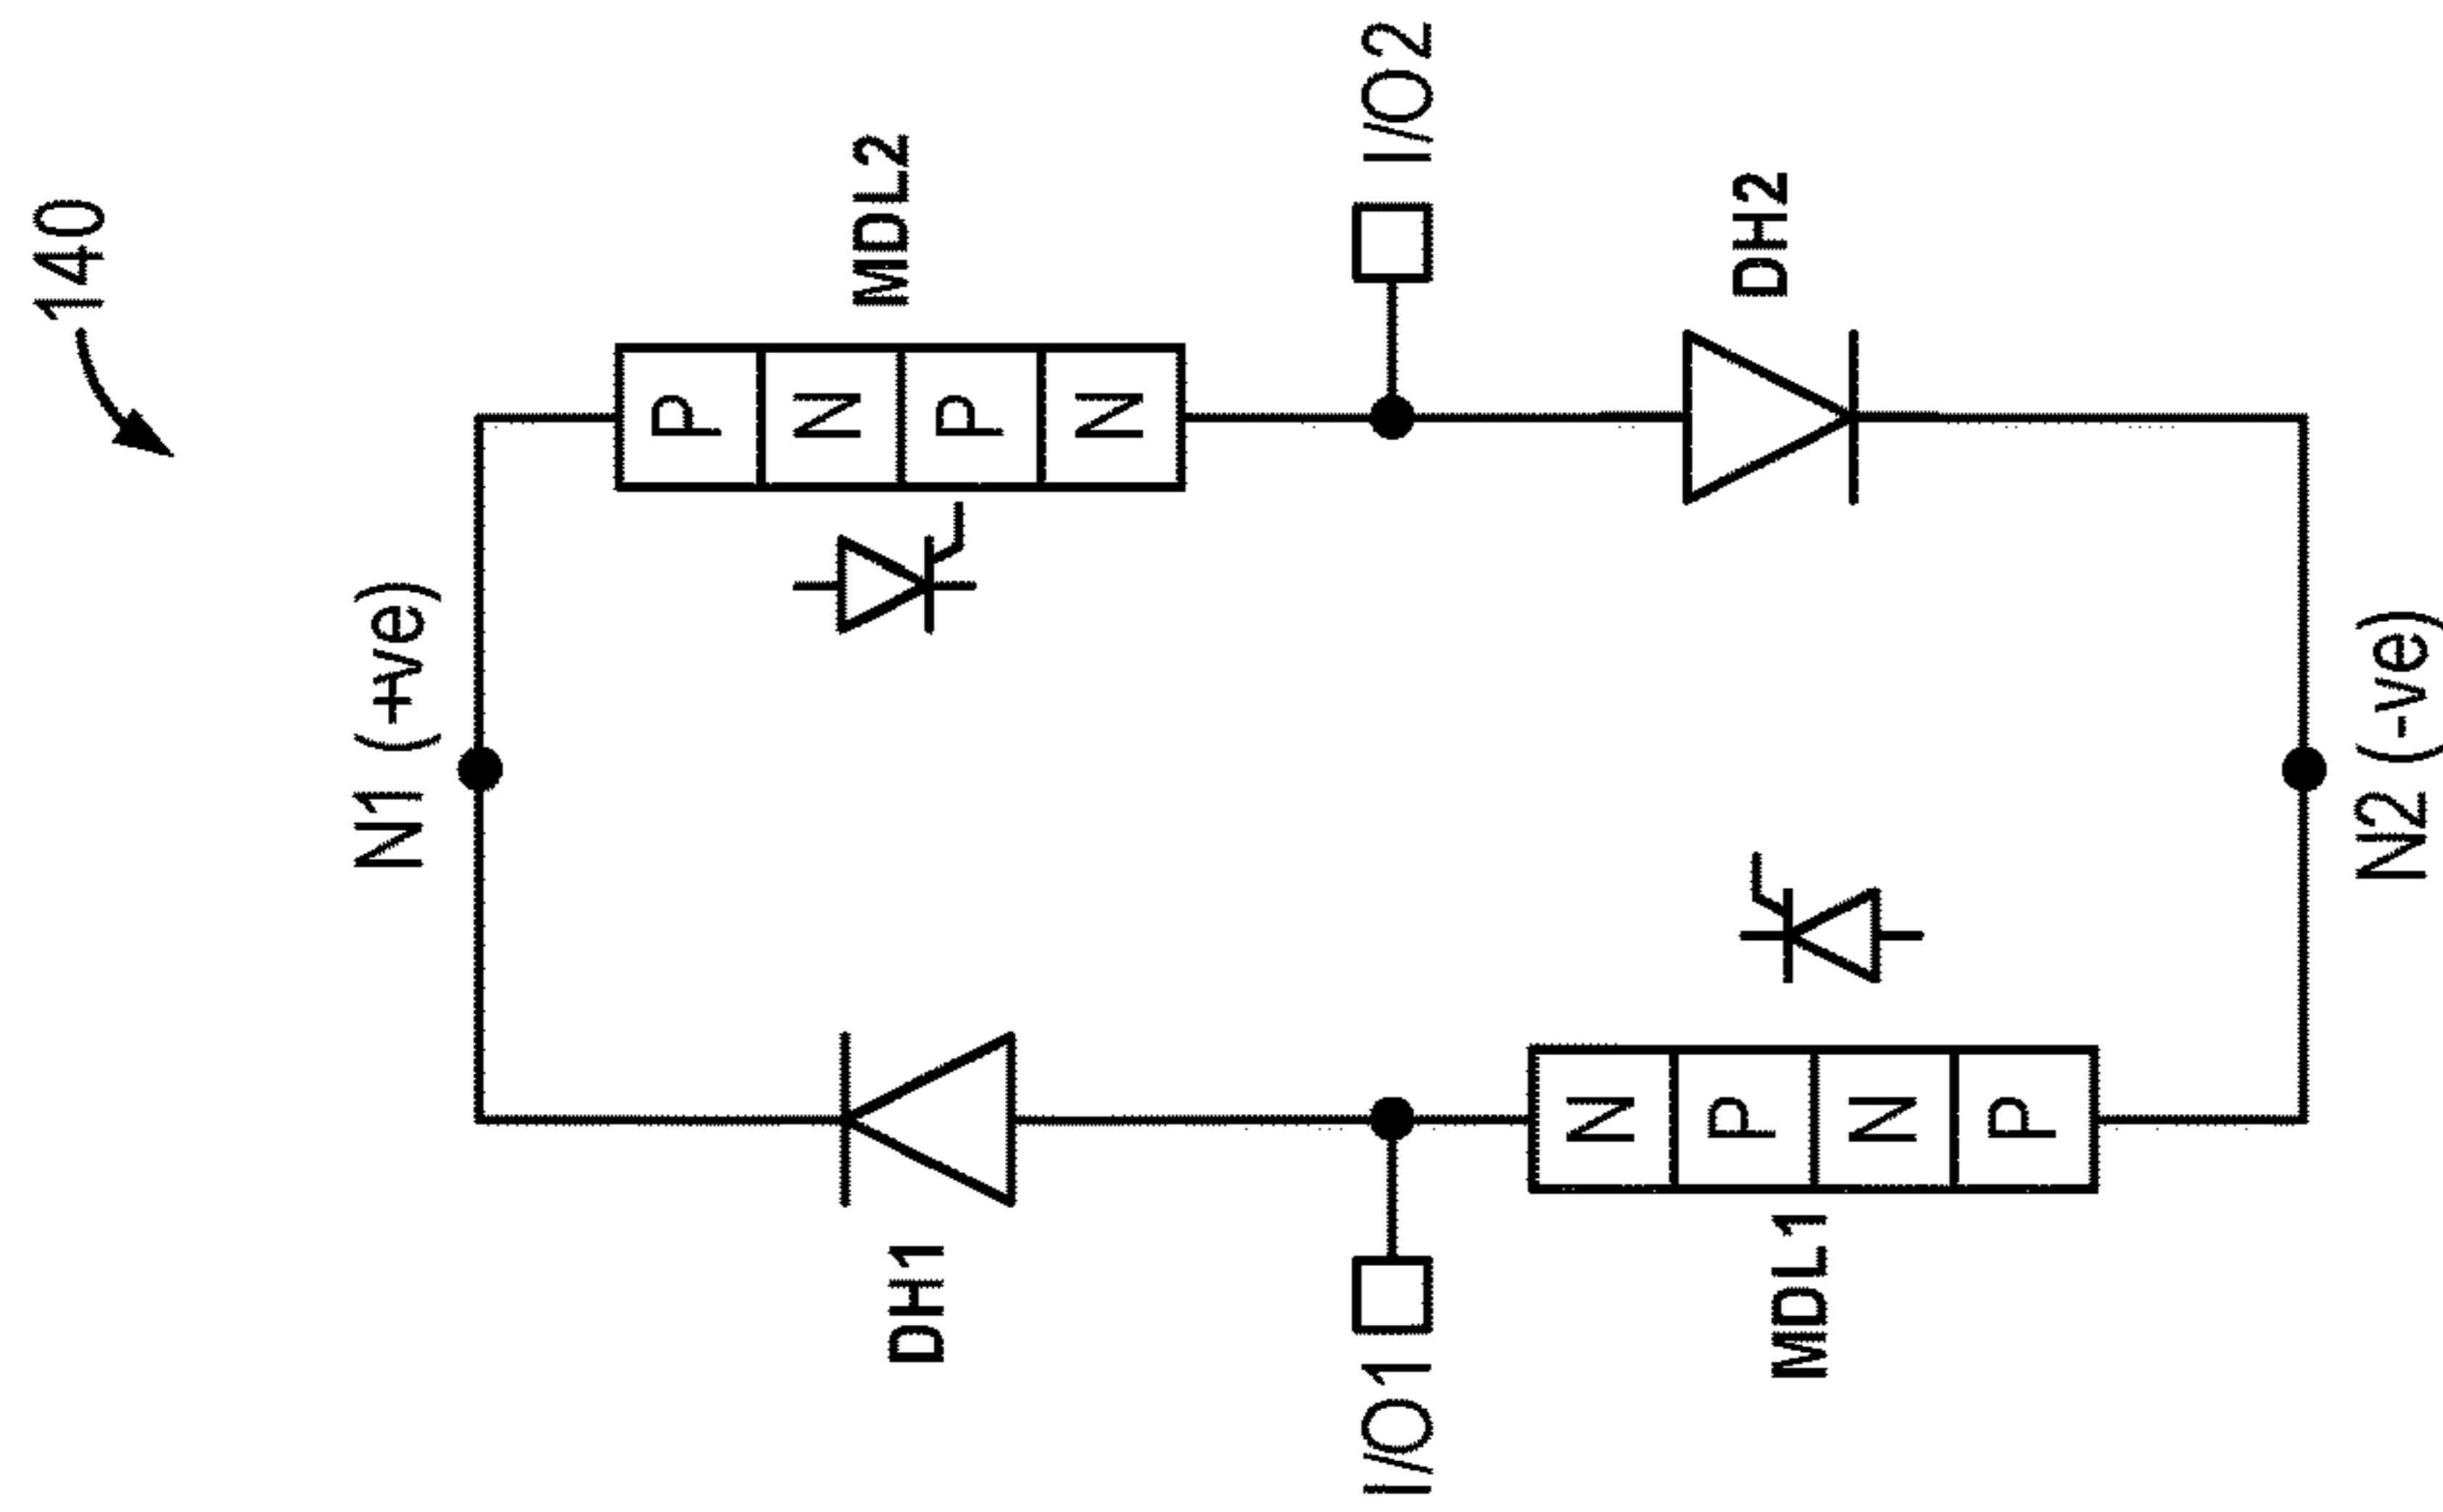 140
N1 (+ve)
DH1
MDL2
P
N
P
N
I/O1
I/O2
MDL1
N
P
N
P
DH2
N2 (-ve)